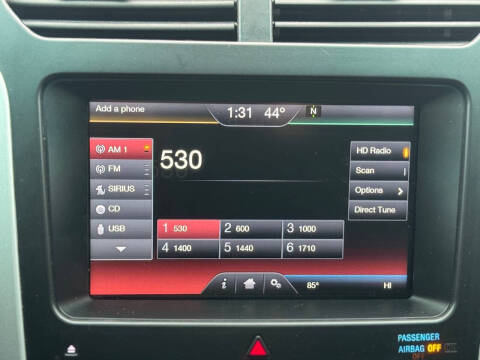 Add a phone
1:31 44° N
AM 1
FM
SIRIUS
CD
USB
530
HD Radio
Scan
Options
Direct Tune
1 530 2 600 3 1000
4 1400 5 1440 6 1710
i
85° HI
PASSENGER
AIRBAG OFF ON